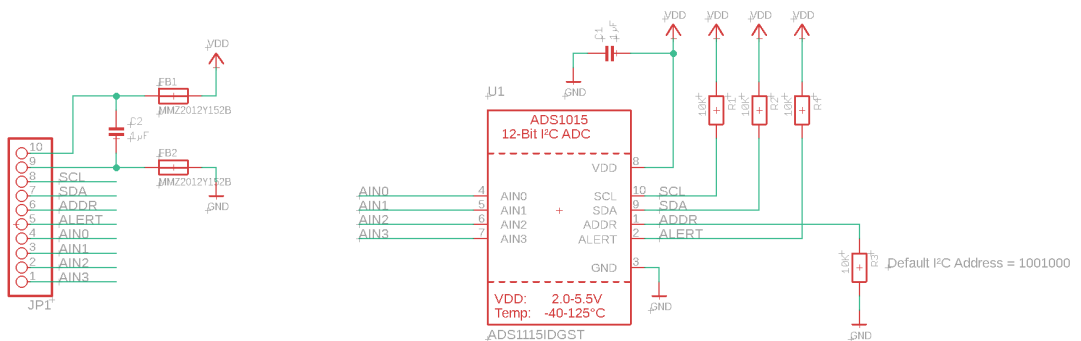 VDD
FB1
MMZ2012Y152B
C2
.1µF
FB2
MMZ2012Y152B
GND
10
9
8 SCL
7 SDA
6 ADDR
5 ALERT
4 AIN0
3 AIN1
2 AIN2
1 AIN3
JP1
VDD VDD VDD VDD
C1
.1µF
GND
10K R1
10K R2
10K R4
U1
ADS1015
12-Bit I²C ADC
VDD 8
AIN0 4 AIN0 SCL 10 SCL
AIN1 5 AIN1 SDA 9 SDA
AIN2 6 AIN2 ADDR 1 ADDR
AIN3 7 AIN3 ALERT 2 ALERT
GND 3
GND
VDD: 2.0-5.5V
Temp: -40-125°C
ADS1115IDGST
10K R3
Default I²C Address = 1001000
GND